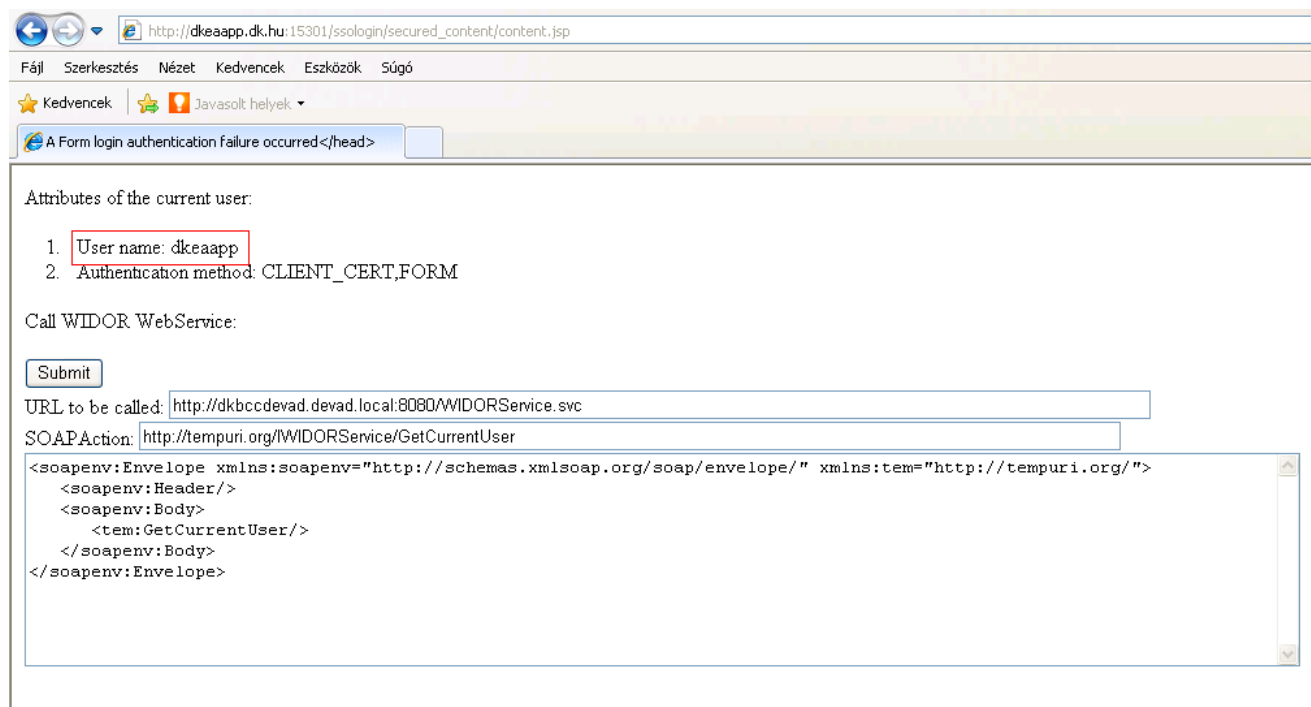 http://dkeaapp.dk.hu:15301/ssologin/secured_content/content.jsp
Fájl Szerkesztés Nézet Kedvencek Eszközök Súgó
Kedvencek Javasolt helyek
A Form login authentication failure occurred</head>
Attributes of the current user:
1. User name: dkeaapp
2. Authentication method: CLIENT_CERT,FORM
Call WIDOR WebService:
Submit
URL to be called: http://dkbccdevad.devad.local:8080/WIDORService.svc
SOAPAction: http://tempuri.org/IWIDORService/GetCurrentUser
<soapenv:Envelope xmlns:soapenv="http://schemas.xmlsoap.org/soap/envelope/" xmlns:tem="http://tempuri.org/">
<soapenv:Header/>
<soapenv:Body>
<tem:GetCurrentUser/>
</soapenv:Body>
</soapenv:Envelope>